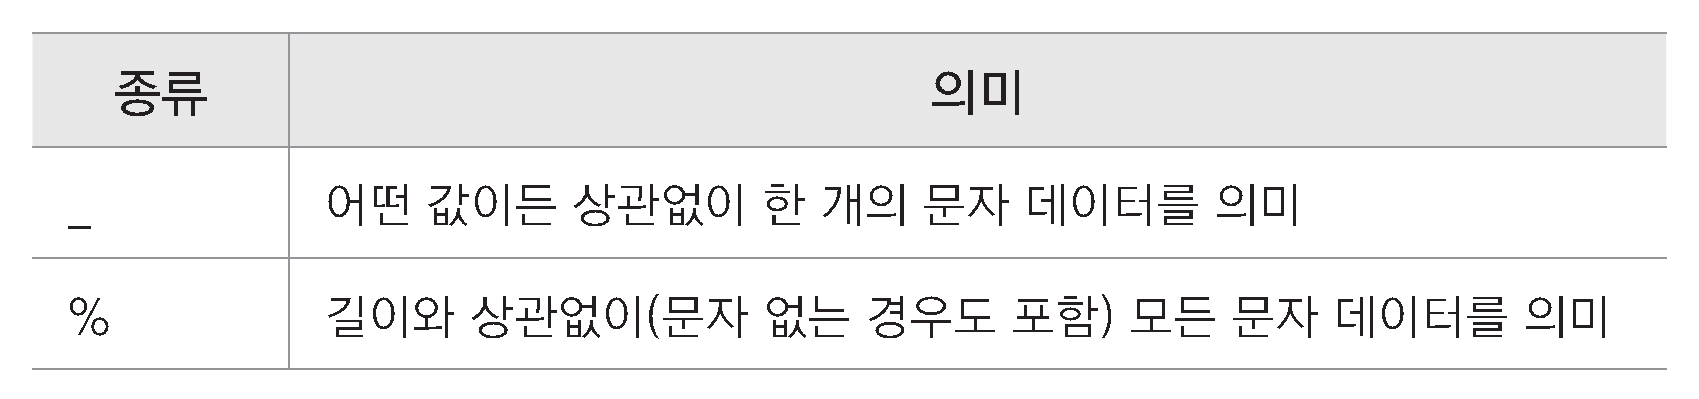 종류 의미
_ 어떤 값이든 상관없이 한 개의 문자 데이터를 의미
% 길이와 상관없이(문자 없는 경우도 포함) 모든 문자 데이터를 의미